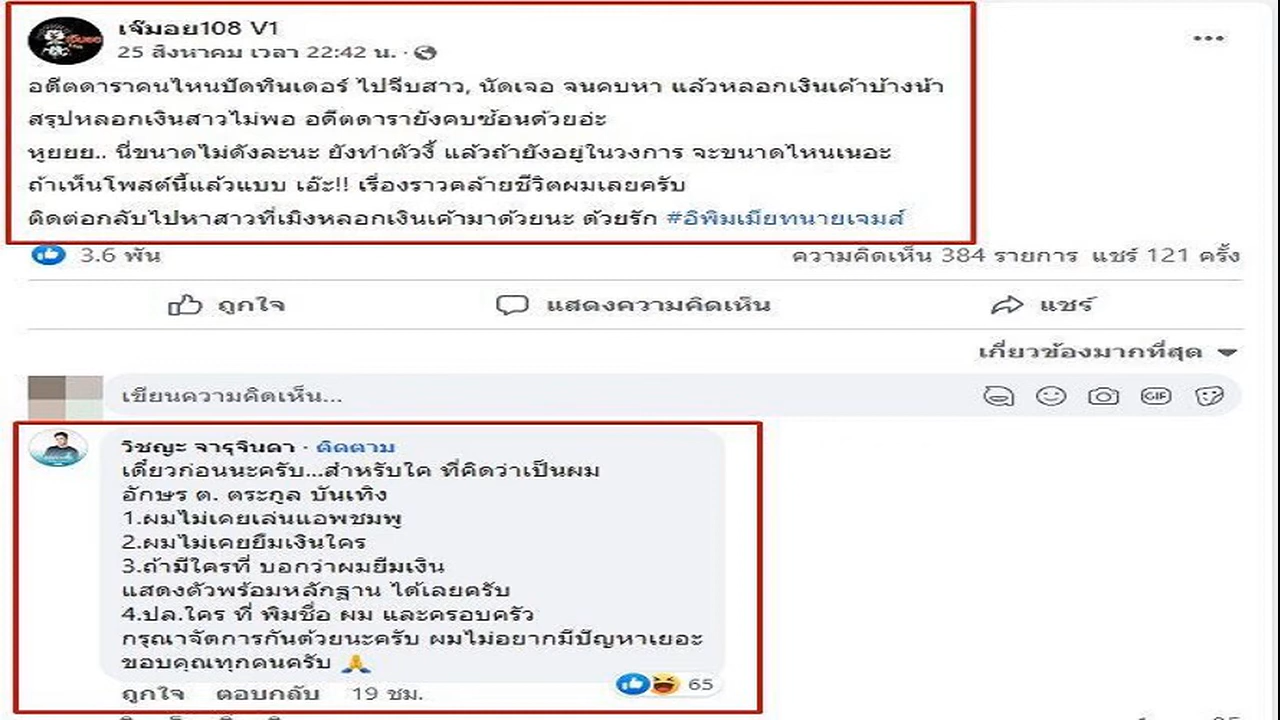 เจ๊มอย108 V1
25 สิงหาคม เวลา 22:42 น. ·
อดีตดาราคนไหนปัดทินเดอร์ ไปจีบสาว, นัดเจอ จนคบหา แล้วหลอกเงินเค้าบ้างน้า
สรุปหลอกเงินสาวไม่พอ อดีตดารายังคบซ้อนด้วยอ่ะ
หูยยย.. นี่ขนาดไม่ดังละนะ ยังทำตัวงี้ แล้วถ้ายังอยู่ในวงการ จะขนาดไหนเนอะ
ถ้าเห็นโพสต์นี้แล้วแบบ เอ๊ะ!! เรื่องราวคล้ายชีวิตผมเลยครับ
ติดต่อกลับไปหาสาวที่เมิงหลอกเงินเค้ามาด้วยนะ ด้วยรัก #อิพิมเมียทนายเจมส์
3.6 พัน
ความคิดเห็น 384 รายการ แชร์ 121 ครั้ง
ถูกใจ แสดงความคิดเห็น แชร์
เกี่ยวข้องมากที่สุด
เขียนความคิดเห็น...
GIF
วิชญะ จารุจินดา · ติดตาม
เดี๋ยวก่อนนะครับ...สำหรับใค ที่คิดว่าเป็นผม
อักษร ด. ตระกูล บันเทิง
1.ผมไม่เคยเล่นแอพชมพู
2.ผมไม่เคยยืมเงินใคร
3.ถ้ามีใครที่ บอกว่าผมยืมเงิน
แสดงตัวพร้อมหลักฐาน ได้เลยครับ
4.ปล.ใคร ที่ พิมชื่อ ผม และครอบครัว
กรุณาจัดการกันด้วยนะครับ ผมไม่อยากมีปัญหาเยอะ
ขอบคุณทุกคนครับ 🙏
65
ถูกใจ ตอบกลับ 19 ชม.